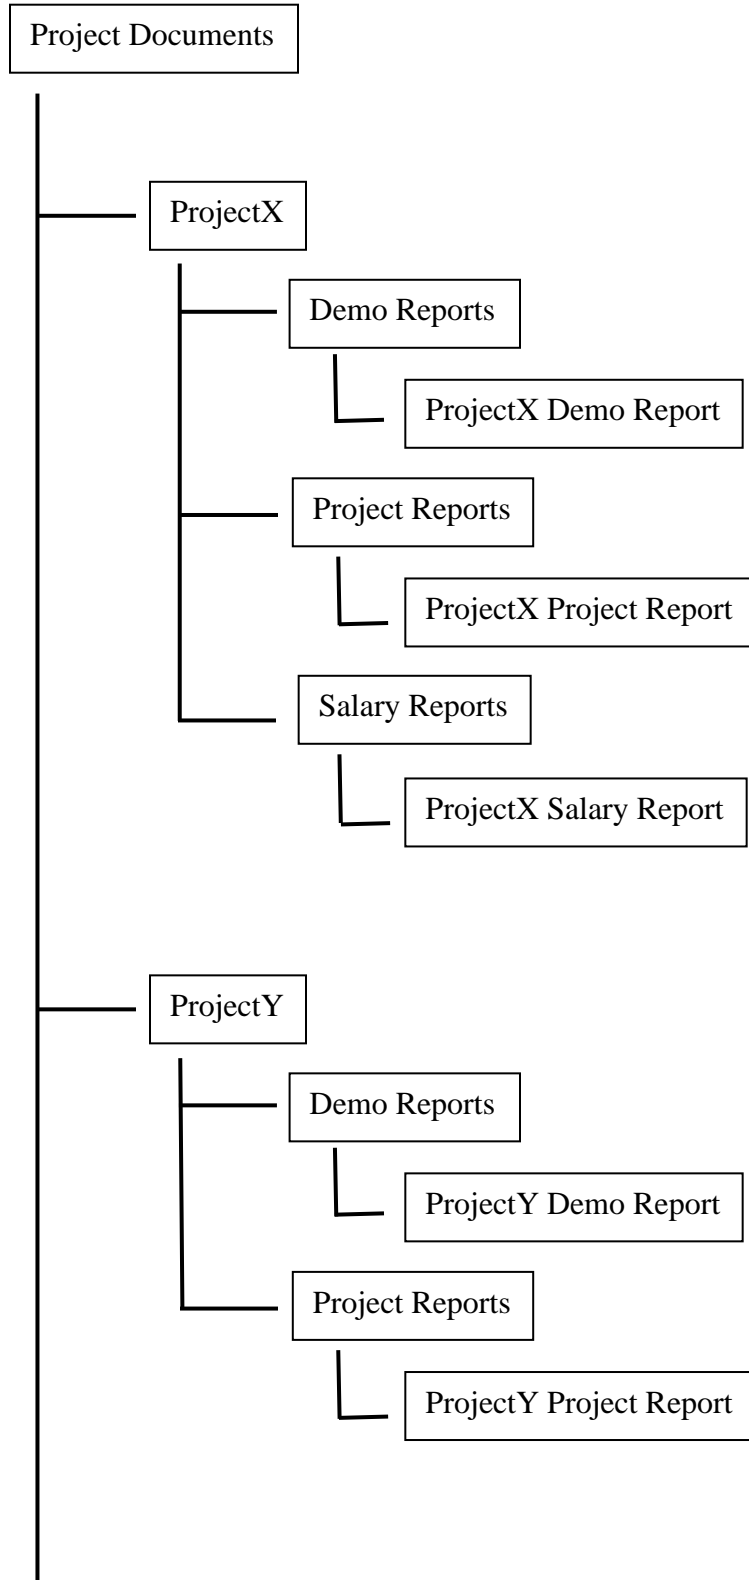 Project Documents
ProjectX
Demo Reports
ProjectX Demo Report
Project Reports
ProjectX Project Report
Salary Reports
ProjectX Salary Report
ProjectY
Demo Reports
ProjectY Demo Report
Project Reports
ProjectY Project Report